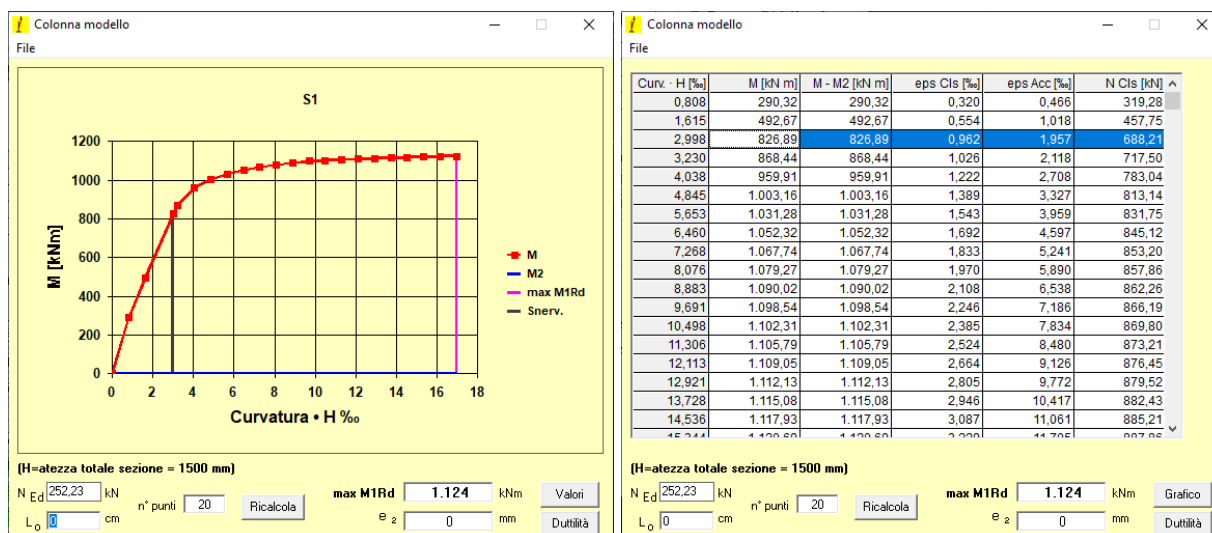 Colonna modello
File
S1
M [kNm]
1200
1000
800
600
400
200
0
0 2 4 6 8 10 12 14 16 18
Curvatura • H ‰
M
M2
max M1Rd
Snerv.
(H=atezza totale sezione = 1500 mm)
N Ed 252,23 kN n° punti 20 Ricalcola max M1Rd 1.124 kNm Valori
L o 0 cm e 2 0 mm Duttilità
Colonna modello
File
Curv. · H [‰] M [kN m] M - M2 [kN m] eps Cls [‰] eps Acc [‰] N Cls [kN]
0,808 290,32 290,32 0,320 0,466 319,28
1,615 492,67 492,67 0,554 1,018 457,75
2,998 826,89 826,89 0,962 1,957 688,21
3,230 868,44 868,44 1,026 2,118 717,50
4,038 959,91 959,91 1,222 2,708 783,04
4,845 1.003,16 1.003,16 1,389 3,327 813,14
5,653 1.031,28 1.031,28 1,543 3,959 831,75
6,460 1.052,32 1.052,32 1,692 4,597 845,12
7,268 1.067,74 1.067,74 1,833 5,241 853,20
8,076 1.079,27 1.079,27 1,970 5,890 857,86
8,883 1.090,02 1.090,02 2,108 6,538 862,26
9,691 1.098,54 1.098,54 2,246 7,186 866,19
10,498 1.102,31 1.102,31 2,385 7,834 869,80
11,306 1.105,79 1.105,79 2,524 8,480 873,21
12,113 1.109,05 1.109,05 2,664 9,126 876,45
12,921 1.112,13 1.112,13 2,805 9,772 879,52
13,728 1.115,08 1.115,08 2,946 10,417 882,43
14,536 1.117,93 1.117,93 3,087 11,061 885,21
(H=atezza totale sezione = 1500 mm)
N Ed 252,23 kN n° punti 20 Ricalcola max M1Rd 1.124 kNm Grafico
L o 0 cm e 2 0 mm Duttilità